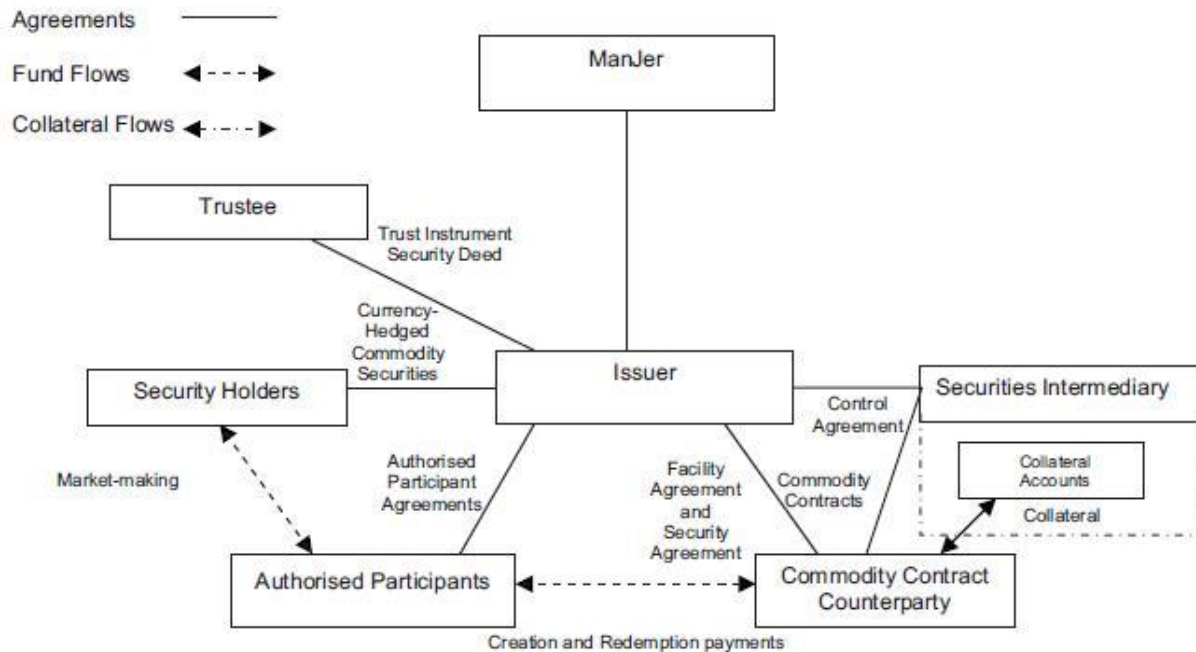 Agreements
Fund Flows
Collateral Flows
ManJer
Trustee
Trust Instrument
Security Deed
Currency-
Hedged
Commodity
Securities
Security Holders
Issuer
Securities Intermediary
Control
Agreement
Collateral
Accounts
Collateral
Market-making
Authorised
Participant
Agreements
Facility
Agreement
and
Security
Agreement
Commodity
Contracts
Authorised Participants
Commodity Contract
Counterparty
Creation and Redemption payments